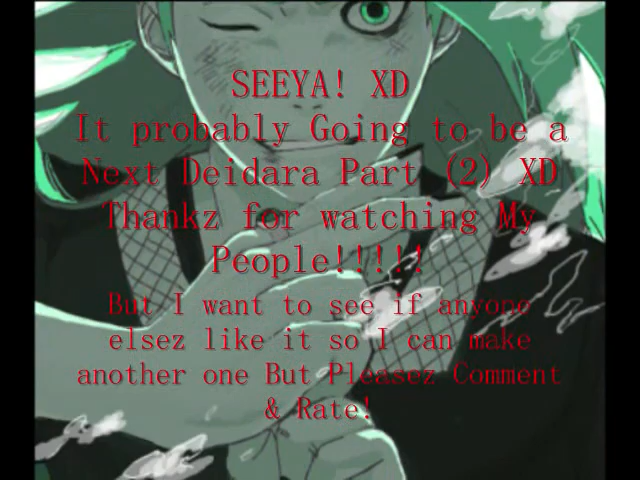 SEEYA! XD
It probably Going to be a
Next Deidara Part (2) XD
Thankz for watching My
People!!!!!
But I want to see if anyone
elsez like it so I can make
another one But Pleasez Comment
& Rate!